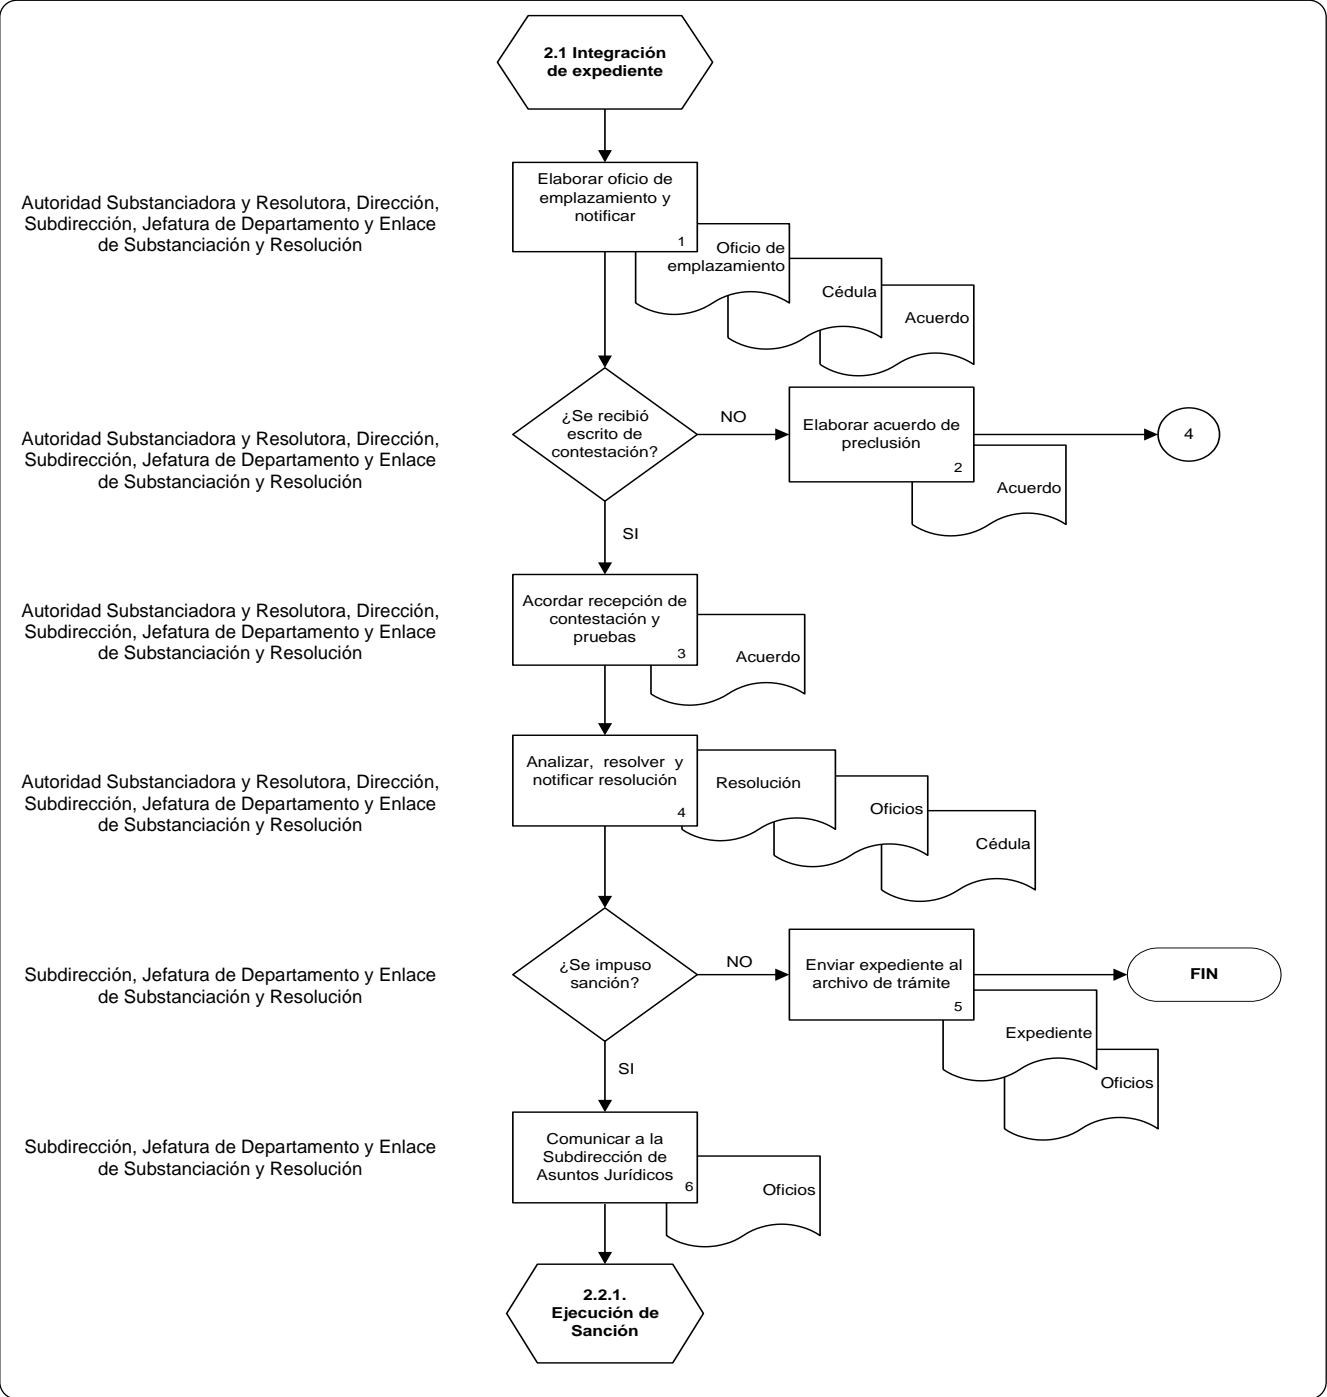 2.1 Integración
de expediente
Autoridad Substanciadora y Resolutora, Dirección,
Subdirección, Jefatura de Departamento y Enlace
de Substanciación y Resolución
Elaborar oficio de
emplazamiento y
notificar
1
Oficio de
emplazamiento
Cédula
Acuerdo
Autoridad Substanciadora y Resolutora, Dirección,
Subdirección, Jefatura de Departamento y Enlace
de Substanciación y Resolución
¿Se recibió
escrito de
contestación?
NO
Elaborar acuerdo de
preclusión
2
Acuerdo
4
SI
Autoridad Substanciadora y Resolutora, Dirección,
Subdirección, Jefatura de Departamento y Enlace
de Substanciación y Resolución
Acordar recepción de
contestación y
pruebas
3
Acuerdo
Autoridad Substanciadora y Resolutora, Dirección,
Subdirección, Jefatura de Departamento y Enlace
de Substanciación y Resolución
Analizar, resolver y
notificar resolución
4
Resolución
Oficios
Cédula
Subdirección, Jefatura de Departamento y Enlace
de Substanciación y Resolución
¿Se impuso
sanción?
NO
Enviar expediente al
archivo de trámite
5
Expediente
Oficios
FIN
SI
Subdirección, Jefatura de Departamento y Enlace
de Substanciación y Resolución
Comunicar a la
Subdirección de
Asuntos Jurídicos
6
Oficios
2.2.1.
Ejecución de
Sanción